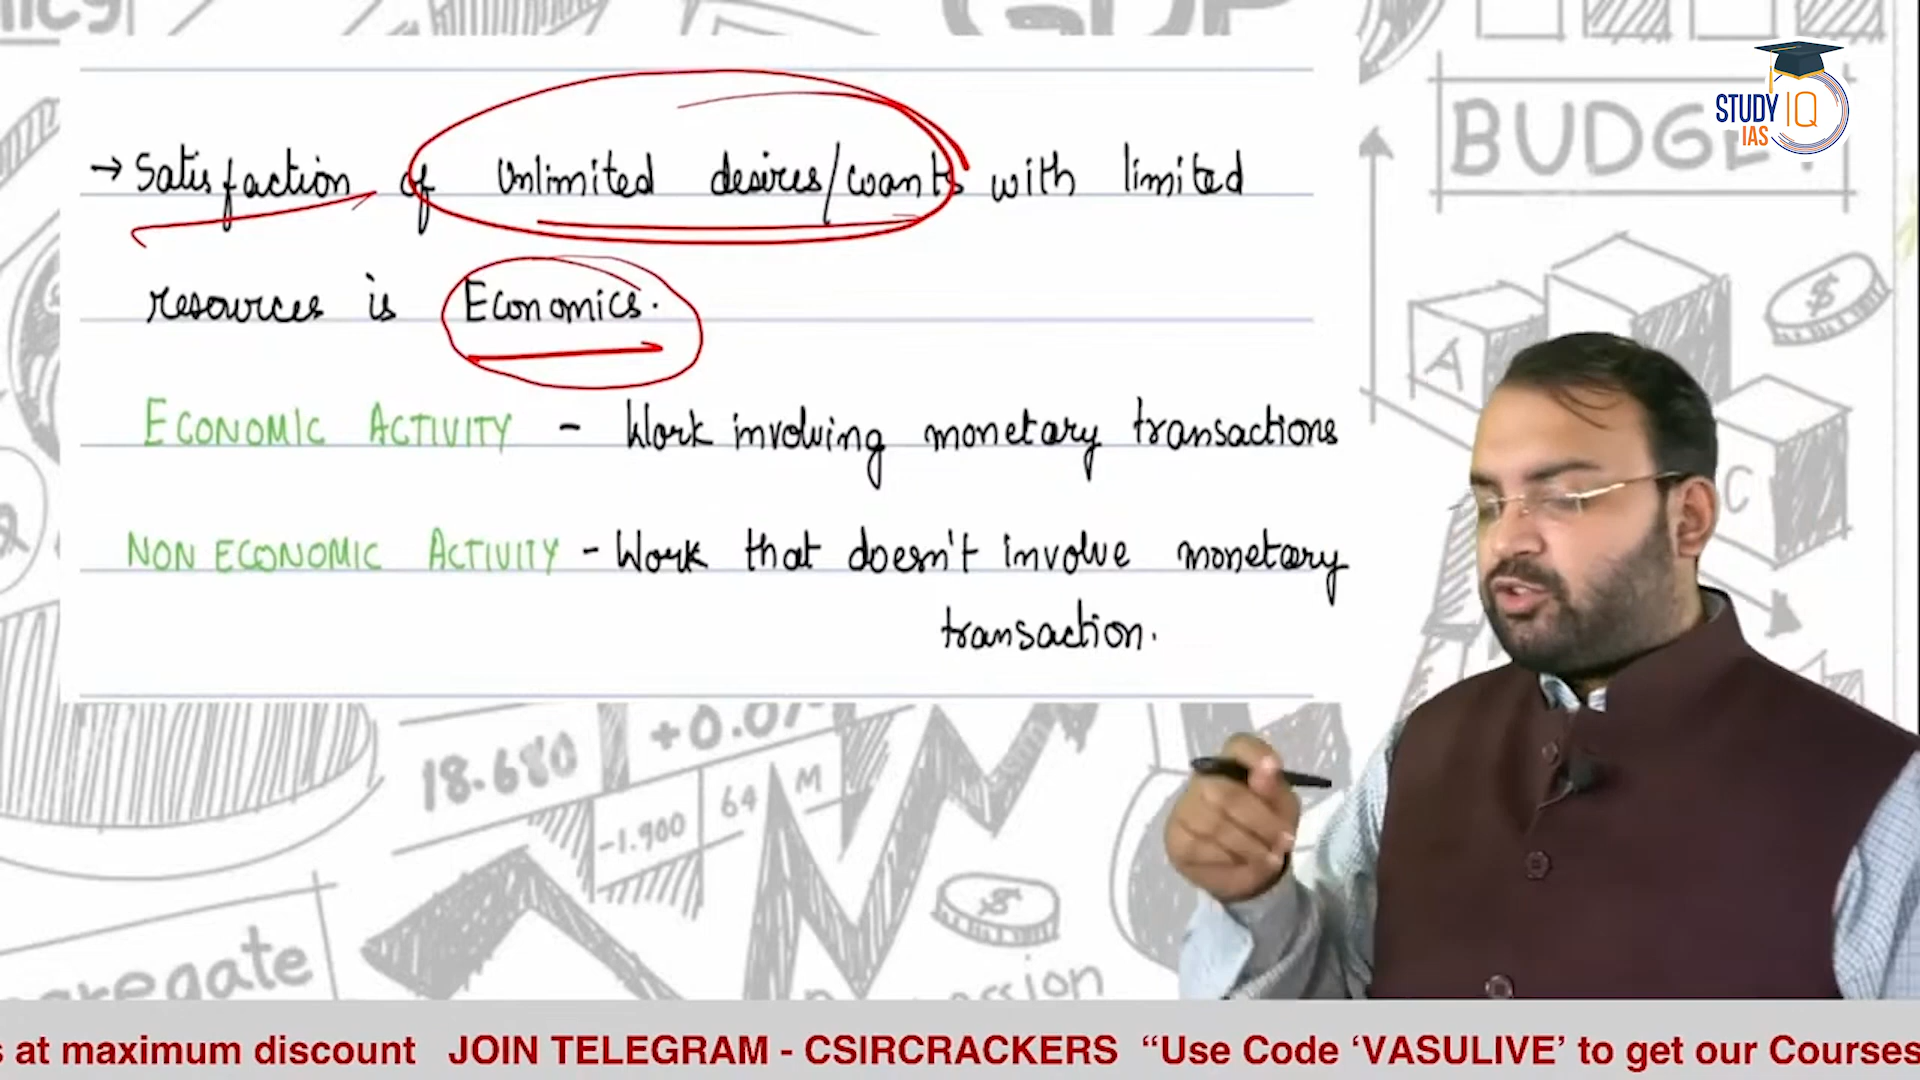 STUDY IQ
IAS
BUDGE
→ Satisfaction of Unlimited desires/wants with limited
resources is Economics.
ECONOMIC ACTIVITY - Work involving monetary transactions
NON ECONOMIC ACTIVITY - Work that doesn't involve monetary
transaction.
A
C
18.680
+0.0
-1.900
64
M
$
$
regate
ssion
s at maximum discount JOIN TELEGRAM - CSIRCRACKERS “Use Code ‘VASULIVE’ to get our Courses